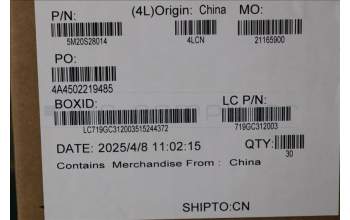 P/N: (4L)Origin: China MO:
5M20S28014 4LCN 21165900
PO:
4A4502219485
BOXID: LC P/N:
LC719GC312003515244372 719GC312003
DATE: 2025/4/8 11:02:15 QTY:
30
Contains Merchandise From : China
SHIPTO:CN